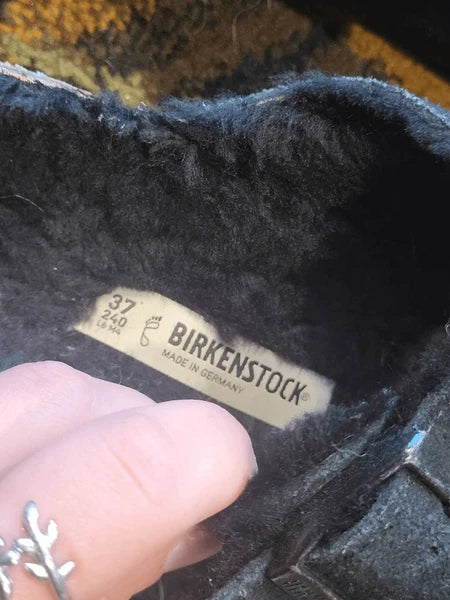 37
240
L6 M4
BIRKENSTOCK®
MADE IN GERMANY